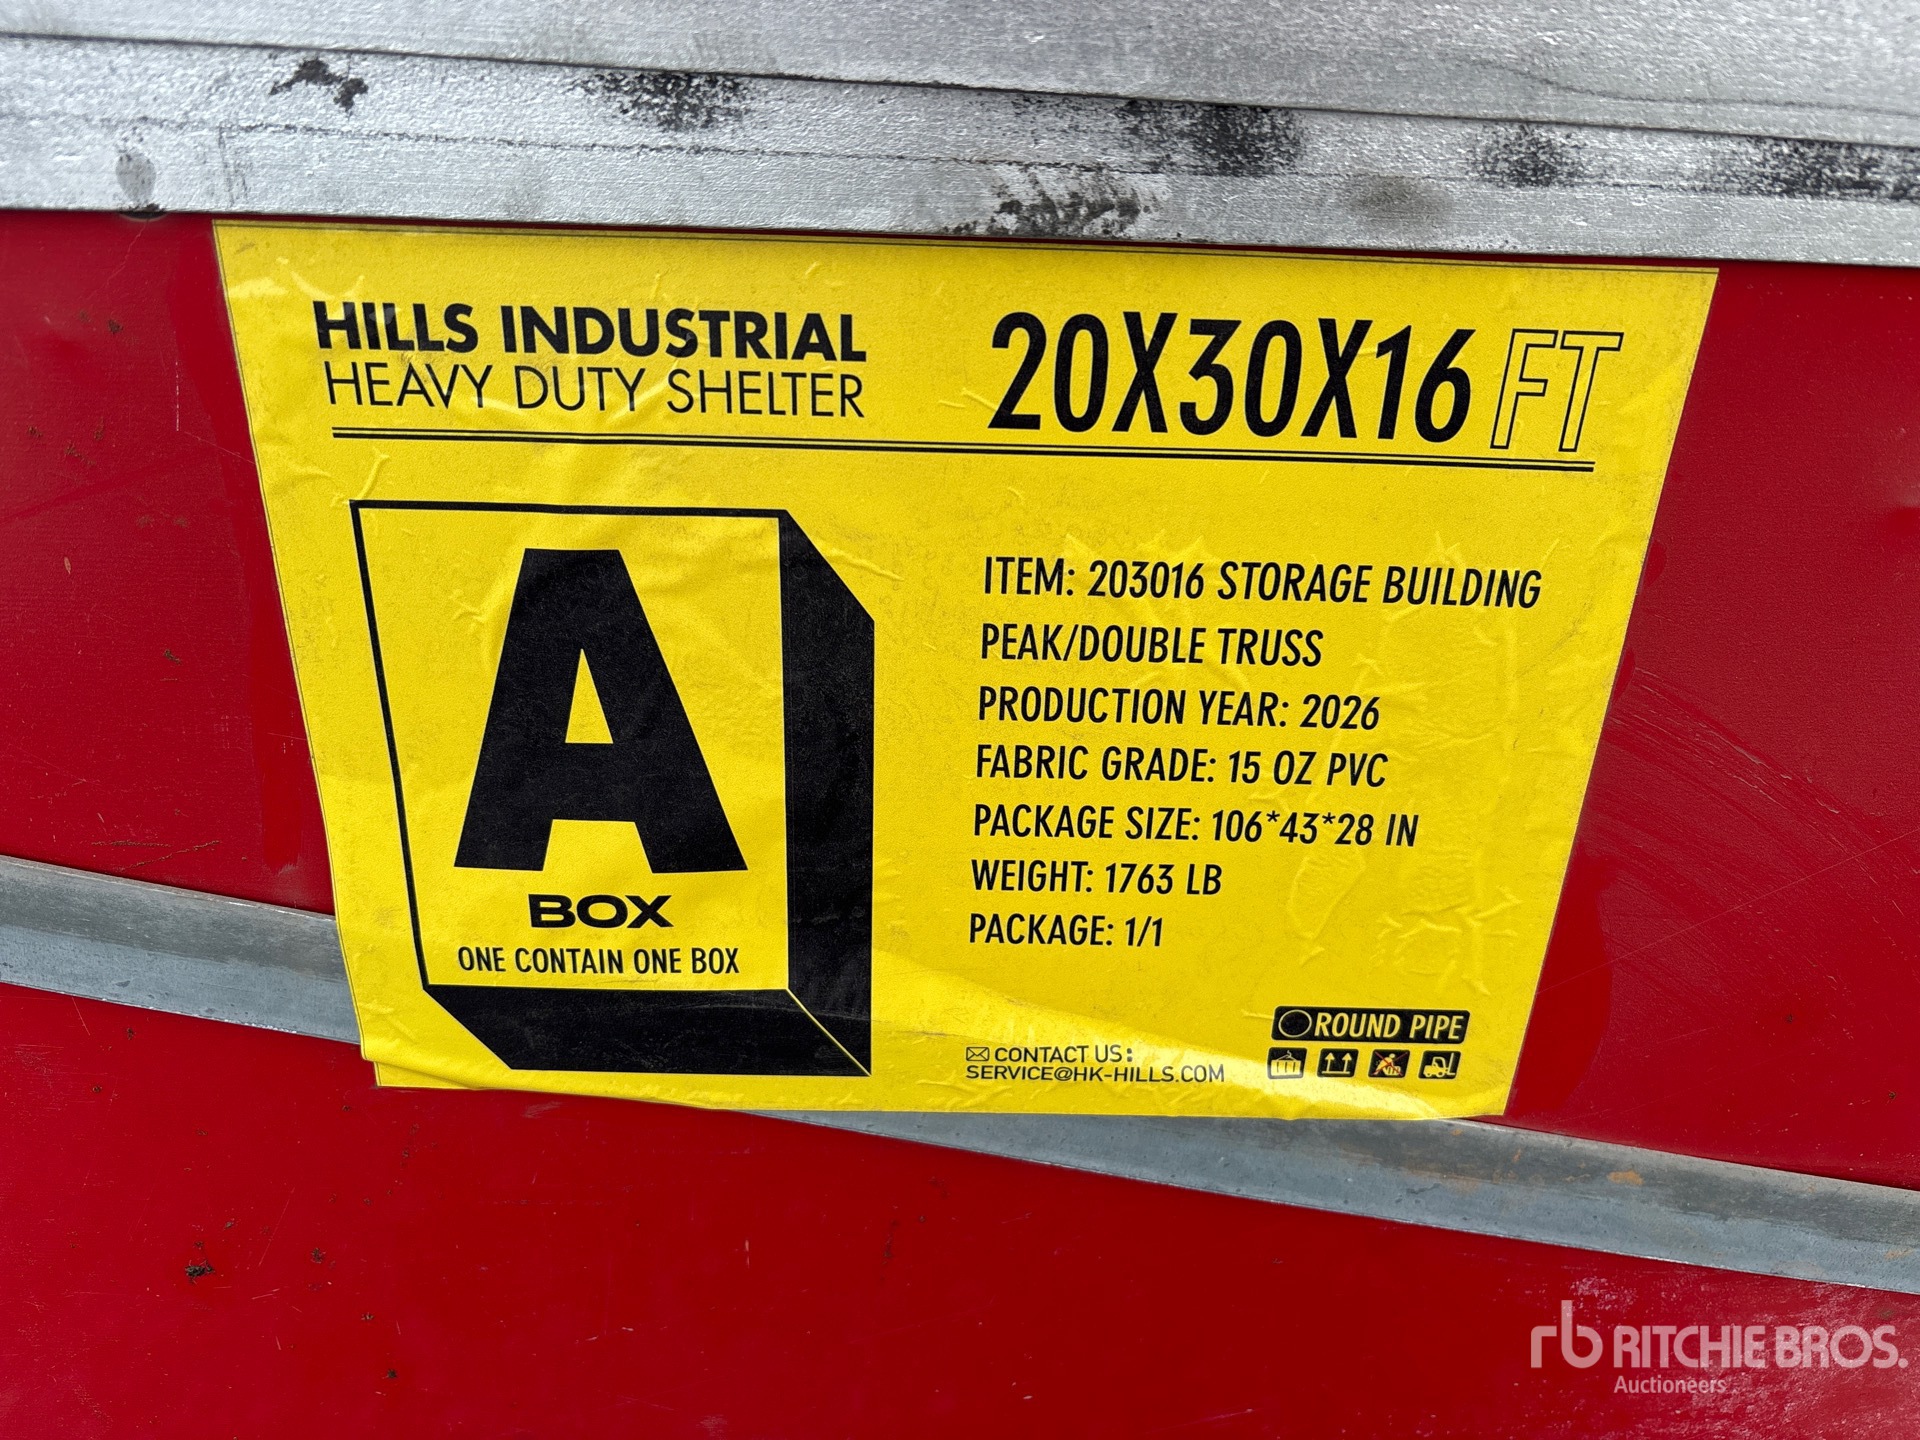 HILLS INDUSTRIAL
HEAVY DUTY SHELTER
20X30X16 FT
A
BOX
ONE CONTAIN ONE BOX
ITEM: 203016 STORAGE BUILDING
PEAK/DOUBLE TRUSS
PRODUCTION YEAR: 2026
FABRIC GRADE: 15 OZ PVC
PACKAGE SIZE: 106*43*28 IN
WEIGHT: 1763 LB
PACKAGE: 1/1
ROUND PIPE
CONTACT US:
SERVICE@HK-HILLS.COM
rb RITCHIE BROS.
Auctioneers